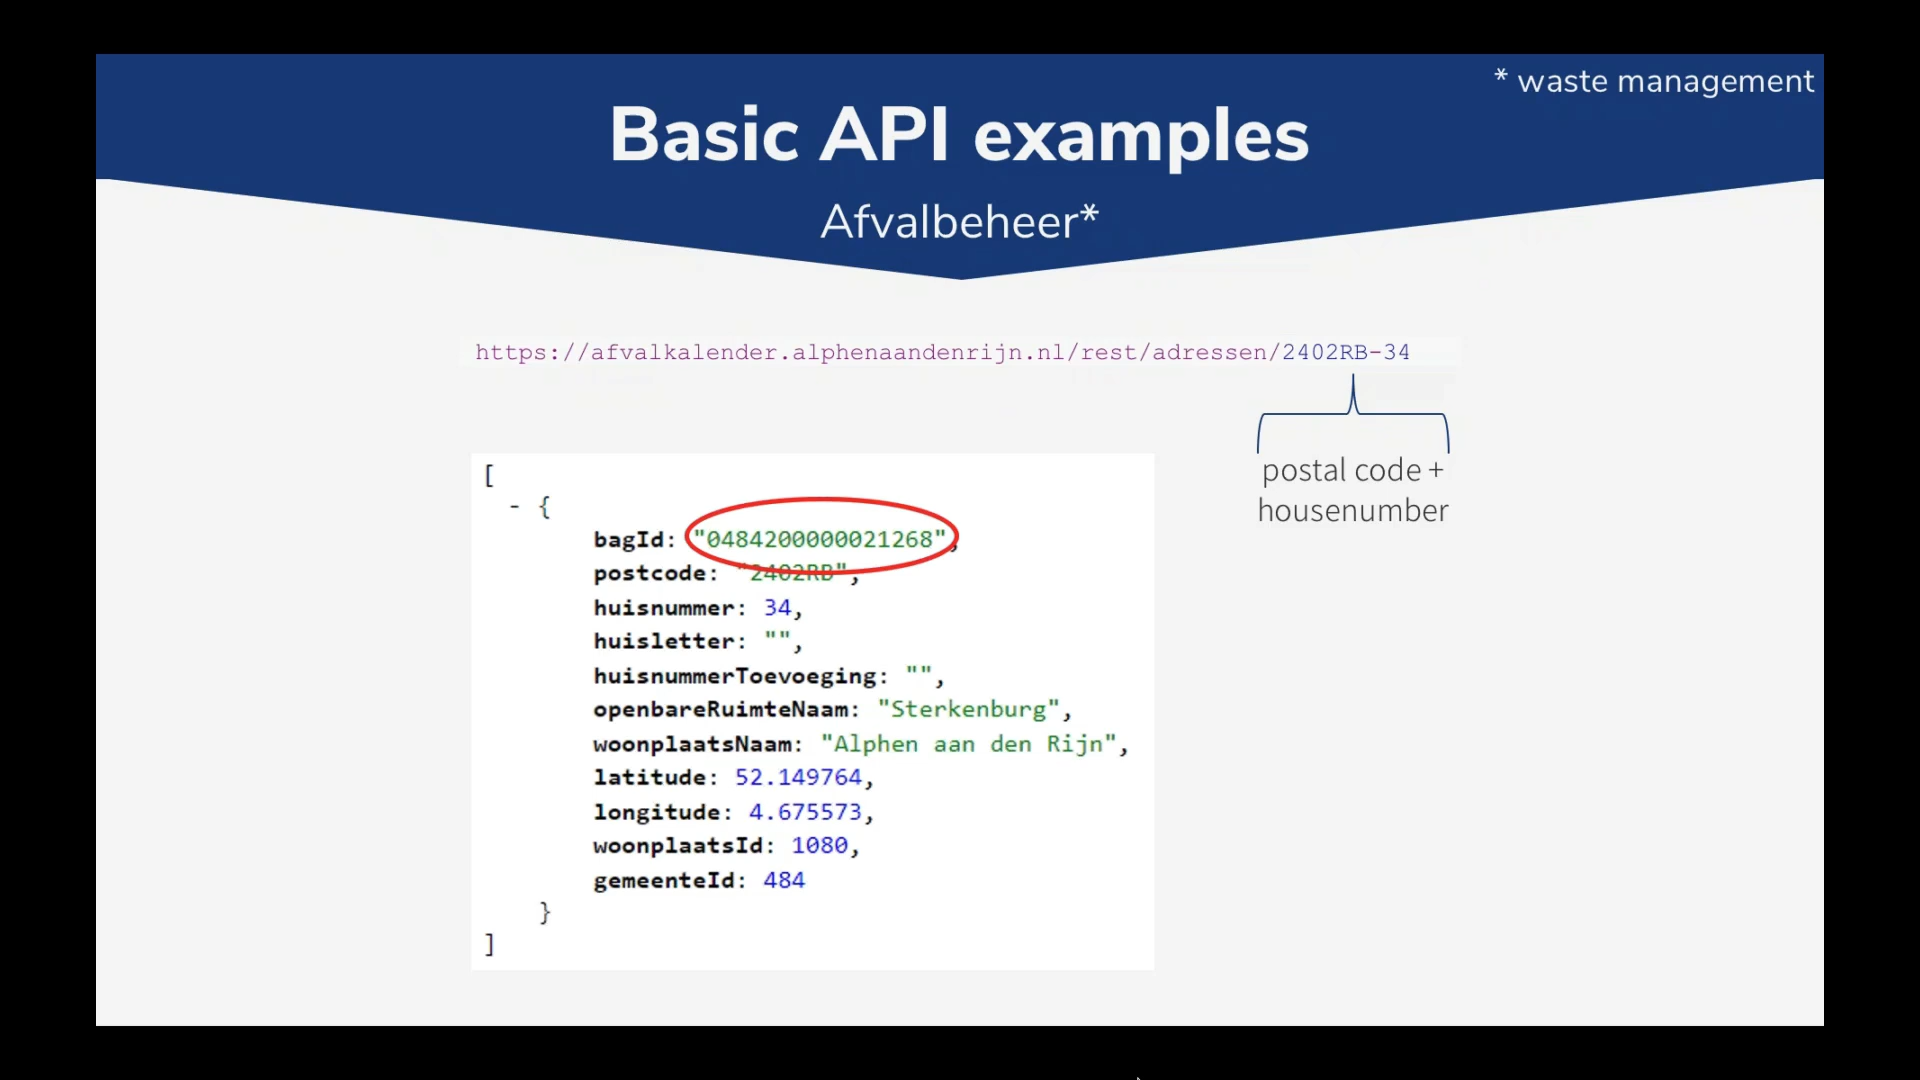 * waste management
Basic API examples
Afvalbeheer*
https://afvalkalender.alphenaandenrijn.nl/rest/adressen/2402RB-34
postal code +
housenumber
[
- {
bagId: "0484200000021268",
postcode: "2402RB",
huisnummer: 34,
huisletter: "",
huisnummerToevoeging: "",
openbareRuimteNaam: "Sterkenburg",
woonplaatsNaam: "Alphen aan den Rijn",
latitude: 52.149764,
longitude: 4.675573,
woonplaatsId: 1080,
gemeenteId: 484
}
]